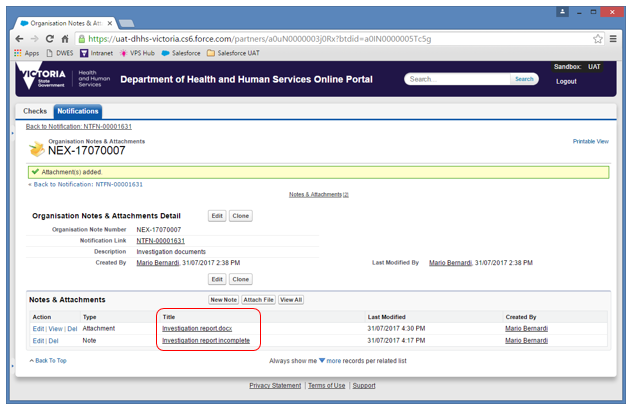 Organisation Notes & Att
https://uat-dhhs-victoria.cs6.force.com/partners/a0uN0000003j0Rx?btdid=a0IN0000005Tc5g
Apps DWES Intranet VPS Hub Salesforce Salesforce UAT
VICTORIA
State
Government
Health
and Human
Services
Department of Health and Human Services Online Portal
Search...
Search
Sandbox: UAT
Logout
Checks Notifications
Back to Notification: NTFN-00001631
Organisation Notes & Attachments
NEX-17070007
Printable View
Attachment(s) added.
« Back to Notification: NTFN-00001631
Notes & Attachments [2]
Organisation Notes & Attachments Detail Edit Clone
Organisation Note Number NEX-17070007
Notification Link NTFN-00001631
Description Investigation documents
Created By Mario Bernardi, 31/07/2017 2:38 PM Last Modified By Mario Bernardi, 31/07/2017 2:38 PM
Edit Clone
Notes & Attachments New Note Attach File View All
Action Type Title Last Modified Created By
Edit | View | Del Attachment Investigation report.docx 31/07/2017 4:30 PM Mario Bernardi
Edit | Del Note Investigation report incomplete 31/07/2017 4:17 PM Mario Bernardi
Back To Top Always show me more records per related list
Privacy Statement | Terms of Use | Support